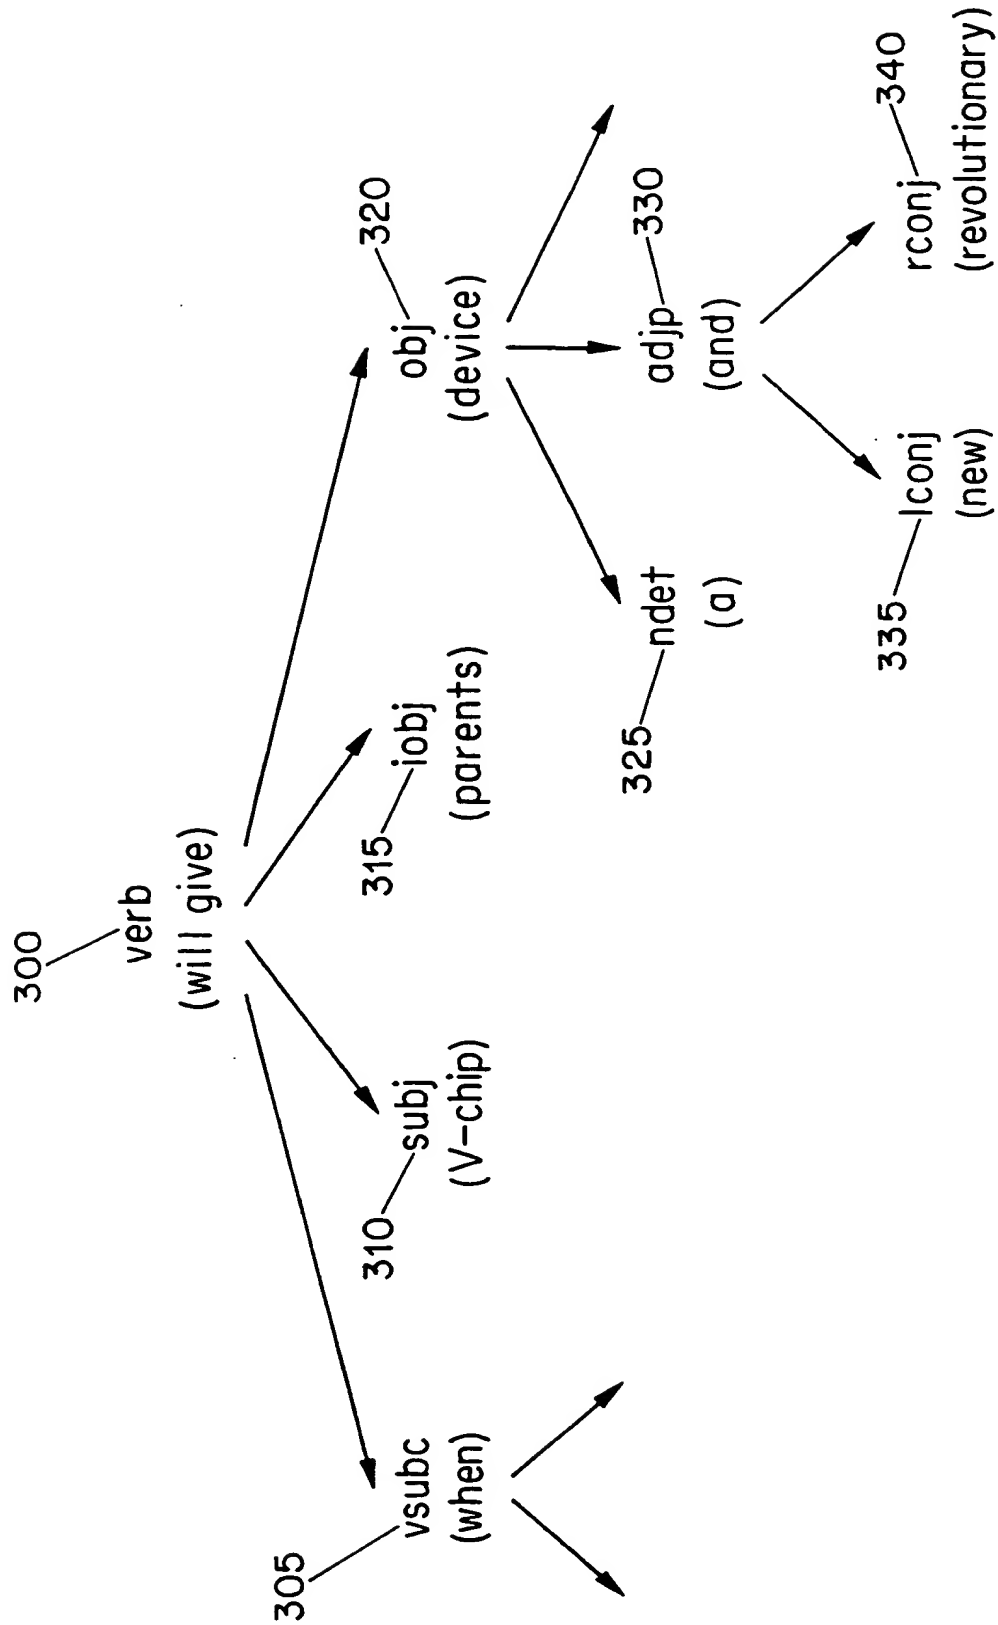 300
verb
(will give)
305
vsubc
(when)
310
subj
(V-chip)
315
iobj
(parents)
320
obj
(device)
325
ndet
(a)
330
adjp
(and)
335
lconj
(new)
340
rconj
(revolutionary)